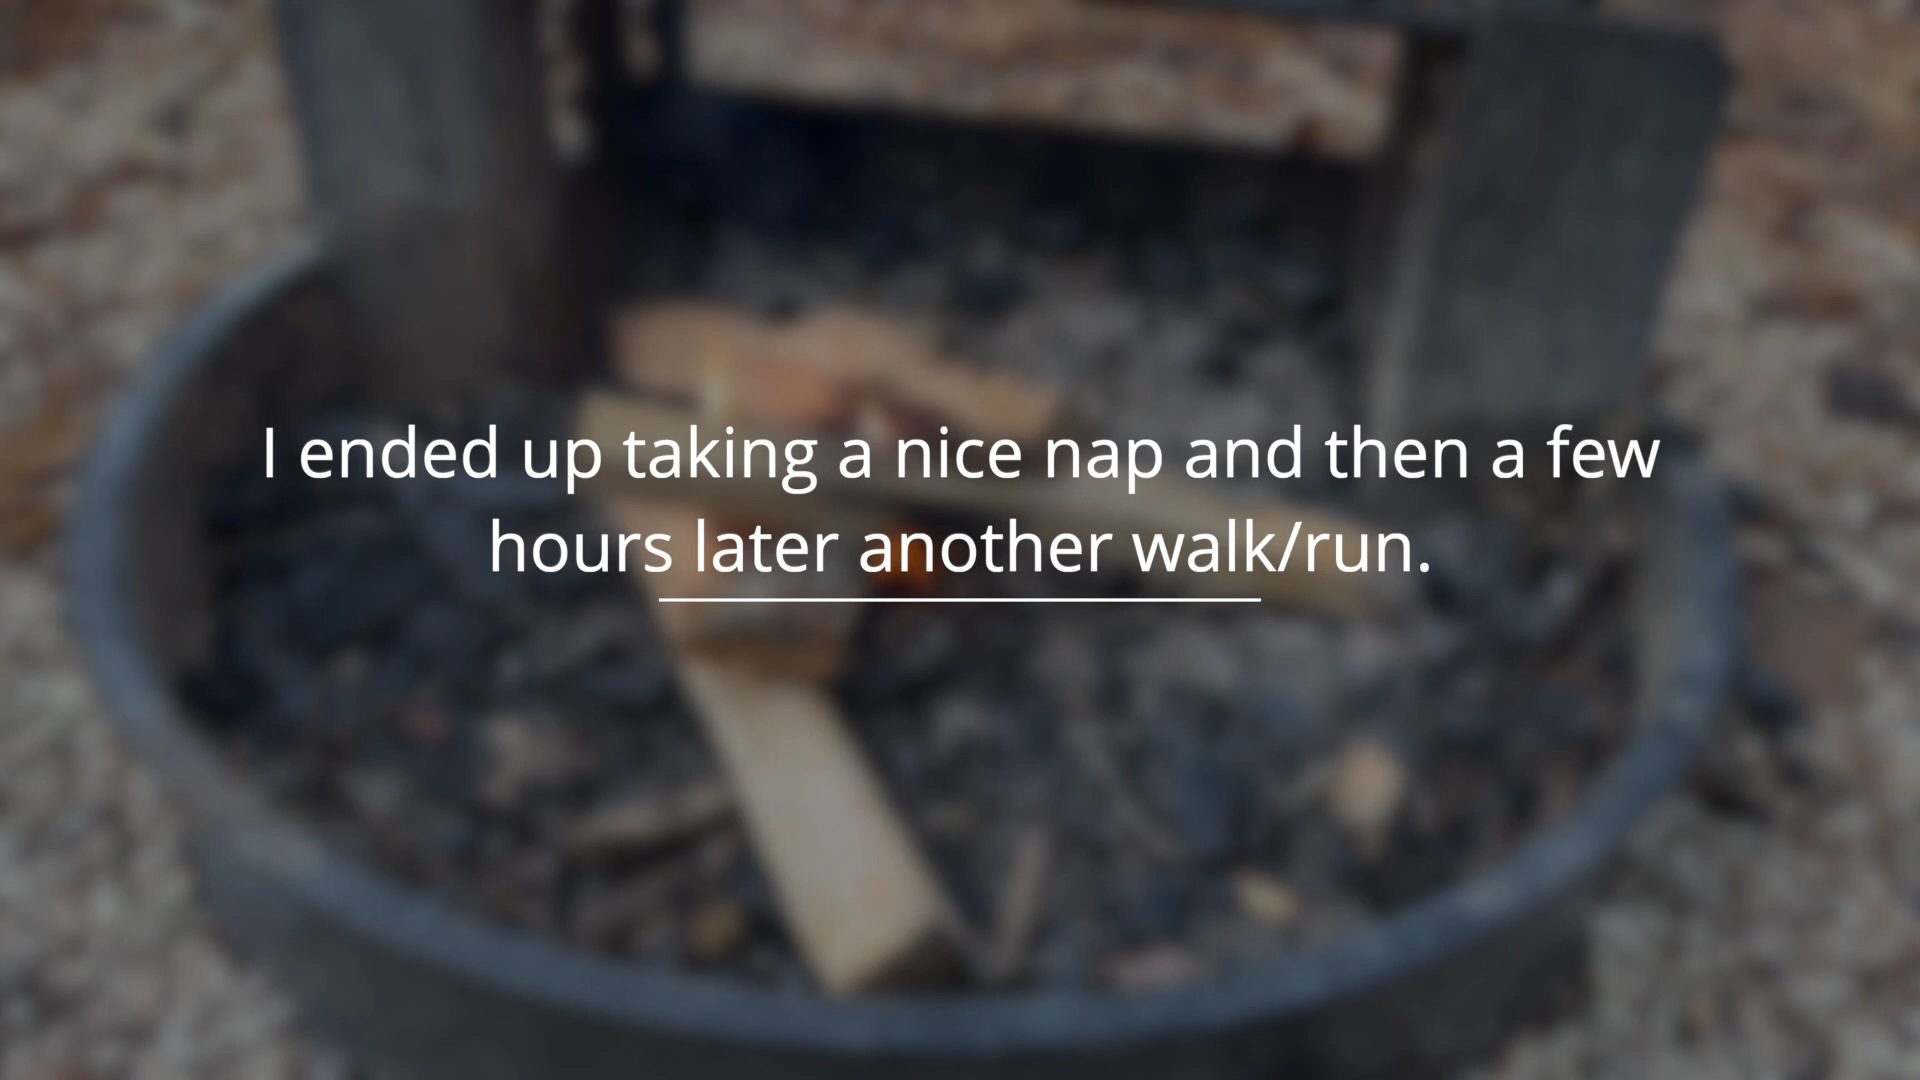 I ended up taking a nice nap and then a few
hours later another walk/run.